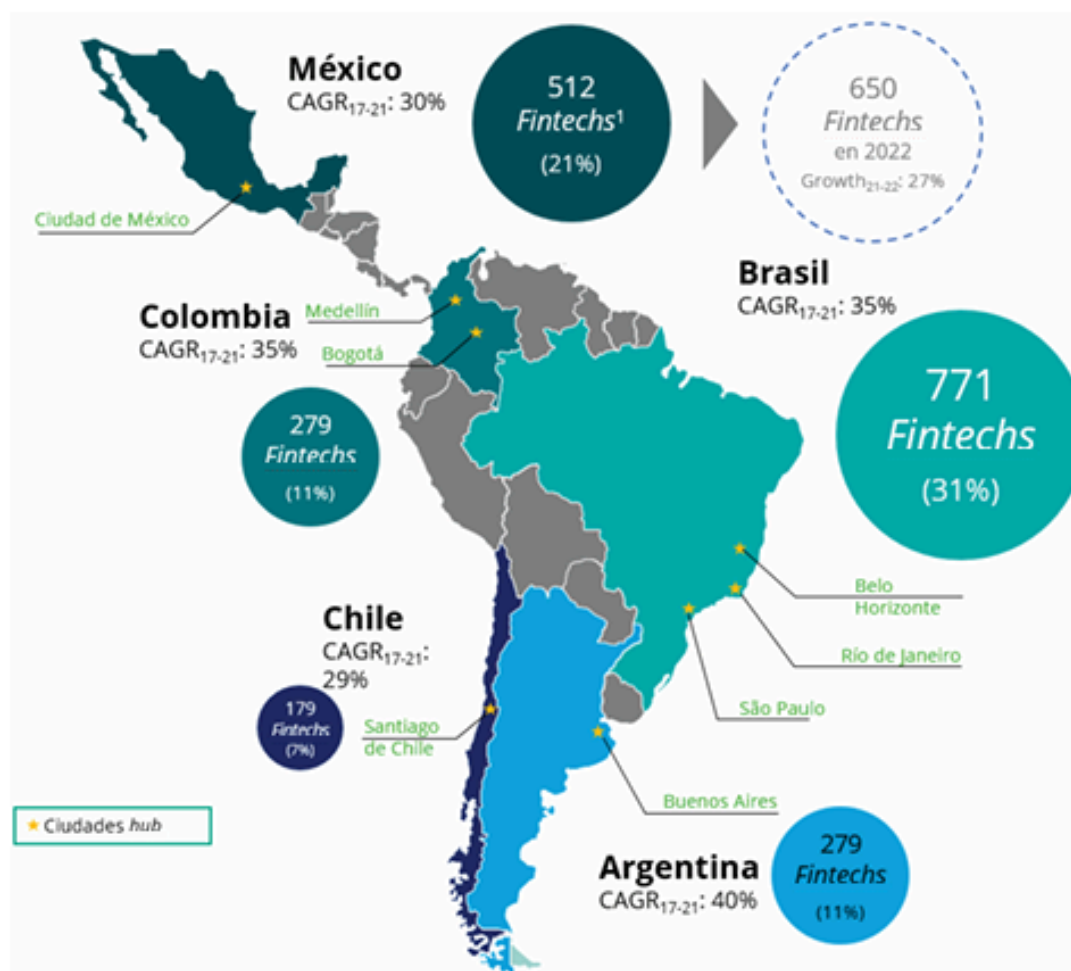 México
CAGR17-21: 30%
512
Fintechs1
(21%)
650
Fintechs
en 2022
Growth21-22: 27%
Ciudad de México
Brasil
CAGR17-21: 35%
771
Fintechs
(31%)
Colombia
CAGR17-21: 35%
Medellín
Bogotá
279
Fintechs
(11%)
Belo
Horizonte
Río de Janeiro
São Paulo
Chile
CAGR17-21:
29%
179
Fintechs
(7%)
Santiago
de Chile
Buenos Aires
Ciudades hub
Argentina
CAGR17-21: 40%
279
Fintechs
(11%)